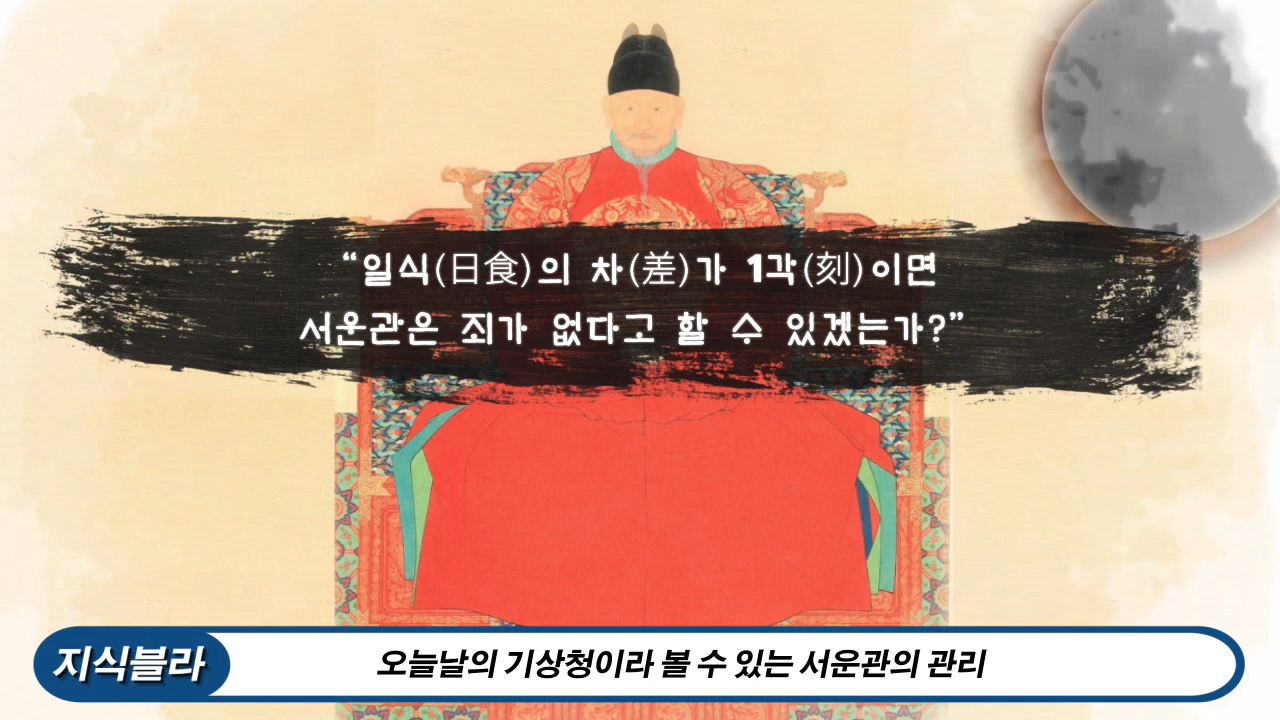 “일식(日食)의 차(差)가 1각(刻)이면
서운관은 죄가 없다고 할 수 있겠는가?”
지식블라
오늘날의 기상청이라 볼 수 있는 서운관의 관리